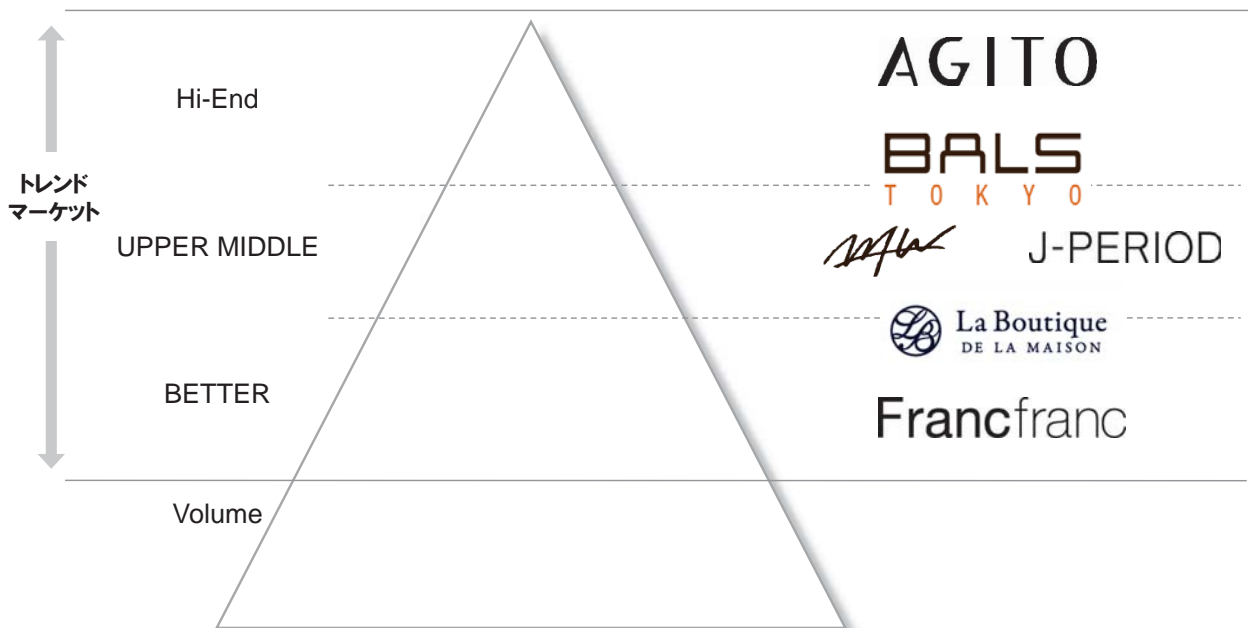 AGITO
Hi-End
BALS
TOKYO
トレンド
マーケット
UPPER MIDDLE
J-PERIOD
La Boutique
DE LA MAISON
BETTER
Francfranc
Volume